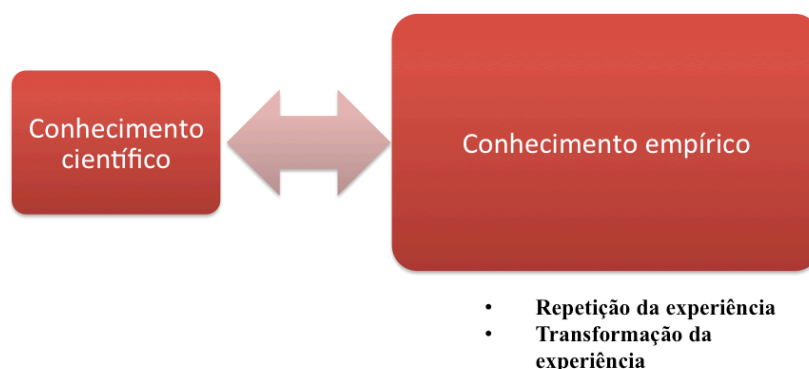 Conhecimento
científico
Conhecimento empírico
• Repetição da experiência
• Transformação da
experiência